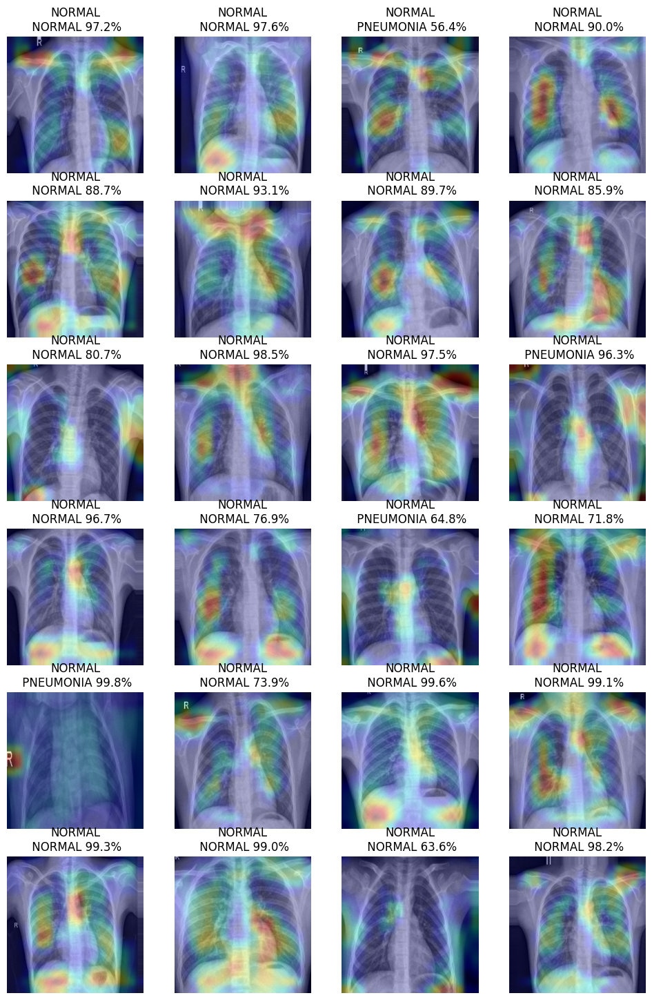 NORMAL
NORMAL 97.2%
NORMAL
NORMAL 97.6%
NORMAL
PNEUMONIA 56.4%
NORMAL
NORMAL 90.0%
R
R
R
NORMAL
NORMAL 88.7%
NORMAL
NORMAL 93.1%
NORMAL
NORMAL 89.7%
NORMAL
NORMAL 85.9%
R
NORMAL
NORMAL 80.7%
NORMAL
NORMAL 98.5%
NORMAL
NORMAL 97.5%
NORMAL
PNEUMONIA 96.3%
R
NORMAL
NORMAL 96.7%
NORMAL
NORMAL 76.9%
NORMAL
PNEUMONIA 64.8%
NORMAL
NORMAL 71.8%
NORMAL
PNEUMONIA 99.8%
NORMAL
NORMAL 73.9%
NORMAL
NORMAL 99.6%
NORMAL
NORMAL 99.1%
R
R
R
NORMAL
NORMAL 99.3%
NORMAL
NORMAL 99.0%
NORMAL
NORMAL 63.6%
NORMAL
NORMAL 98.2%
R